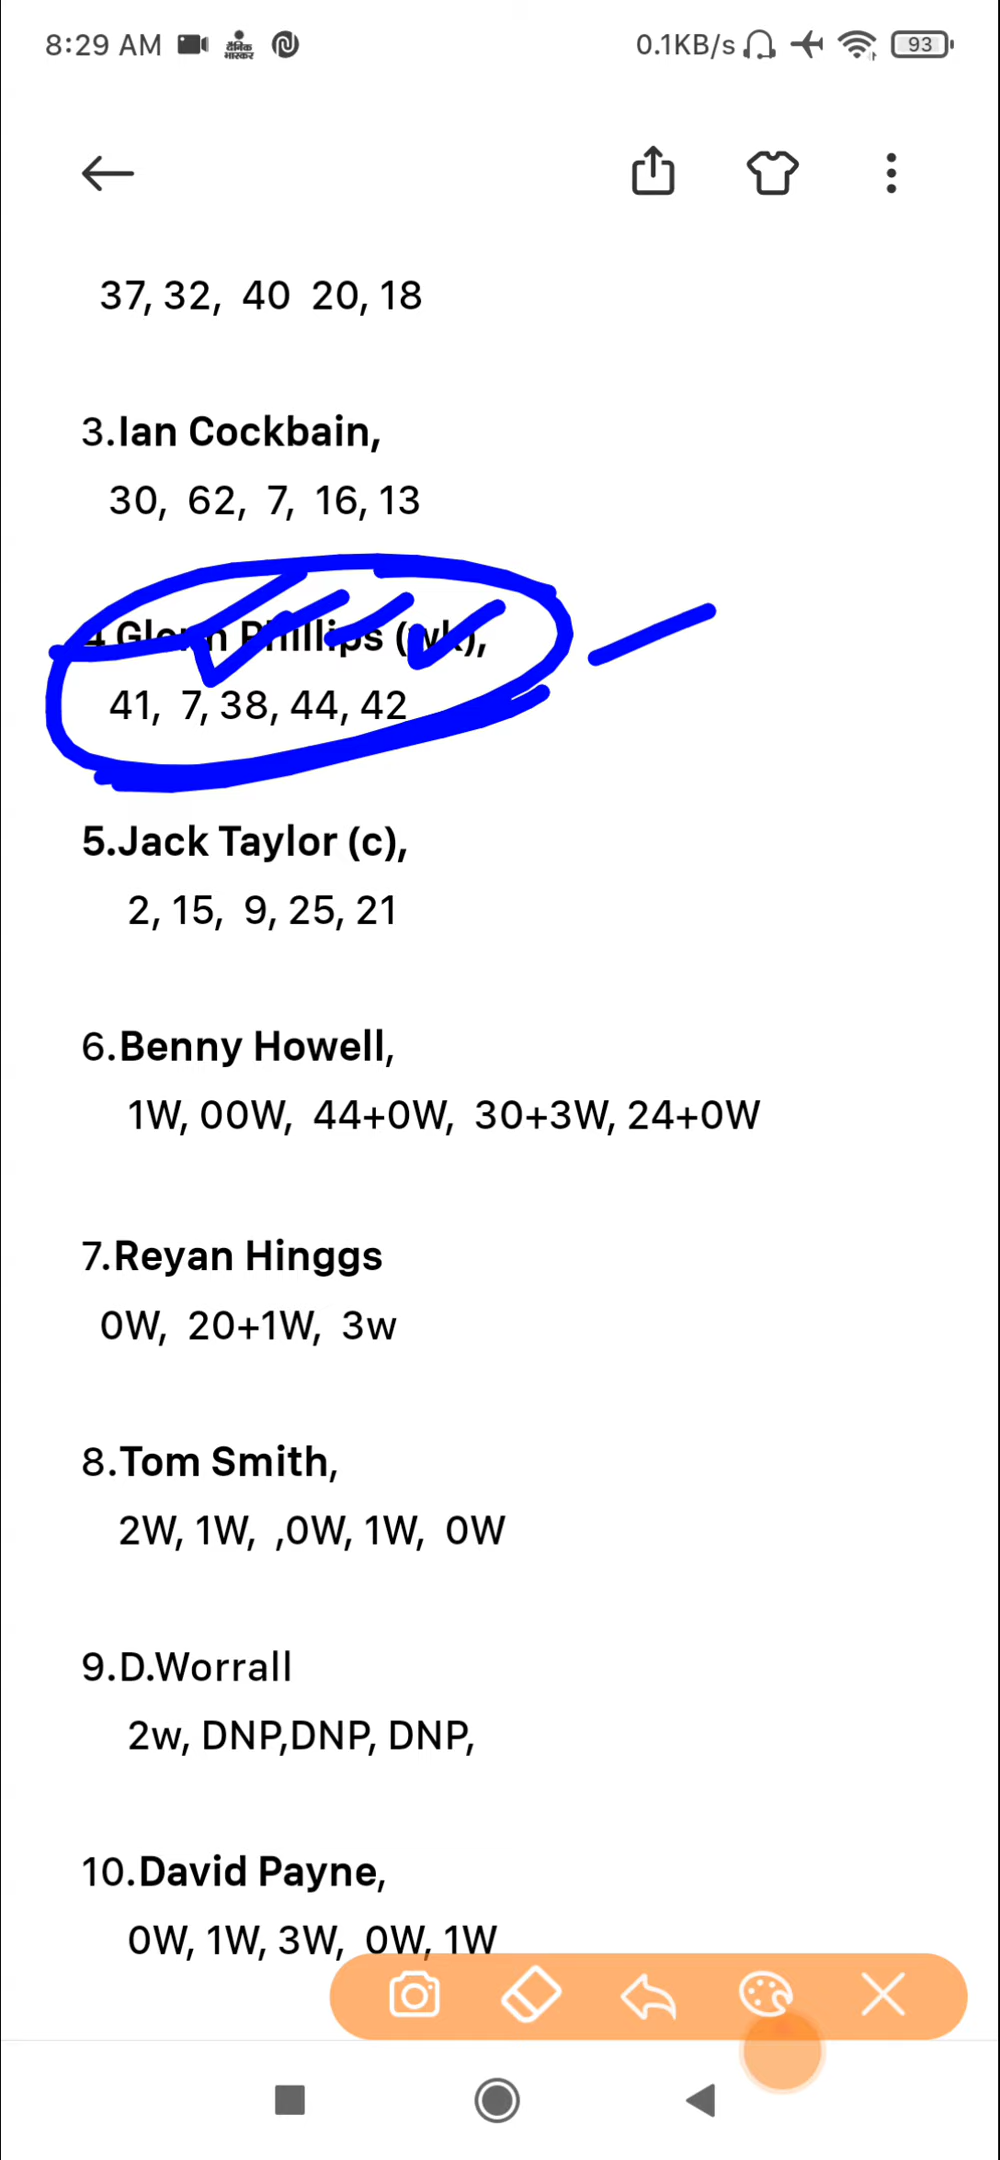 8:29 AM दैनिक भास्कर 0.1KB/s 93
37, 32, 40 20, 18
3.Ian Cockbain,
30, 62, 7, 16, 13
4.Glenn Phillips (wk),
41, 7, 38, 44, 42
5.Jack Taylor (c),
2, 15, 9, 25, 21
6.Benny Howell,
1W, 00W, 44+0W, 30+3W, 24+0W
7.Reyan Hinggs
0W, 20+1W, 3w
8.Tom Smith,
2W, 1W, ,0W, 1W, 0W
9.D.Worrall
2w, DNP,DNP, DNP,
10.David Payne,
0W, 1W, 3W, 0W, 1W